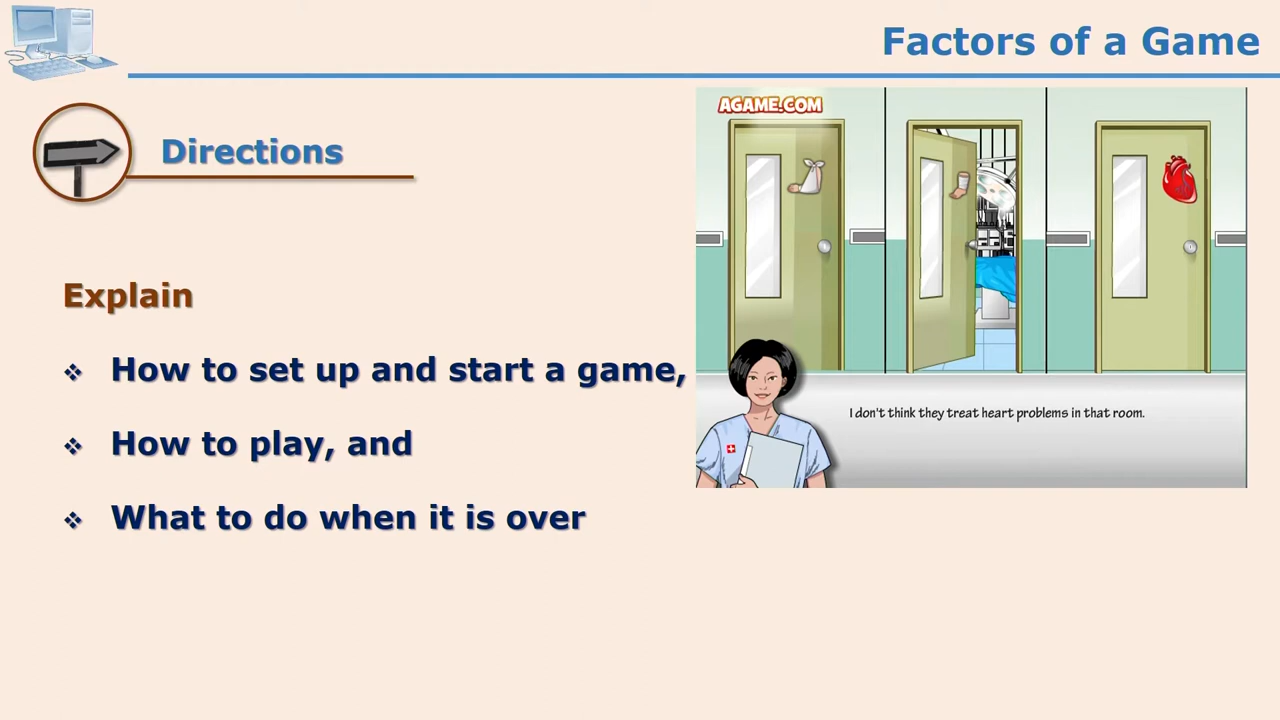 Factors of a Game
Directions
Explain
How to set up and start a game,
How to play, and
What to do when it is over
AGAME.COM
I don't think they treat heart problems in that room.